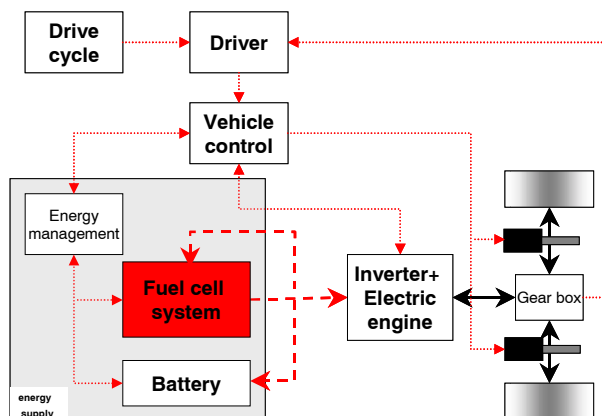 Drive
cycle
Driver
Vehicle
control
Energy
management
Fuel cell
system
Inverter+
Electric
engine
Gear box
Battery
energy
supply